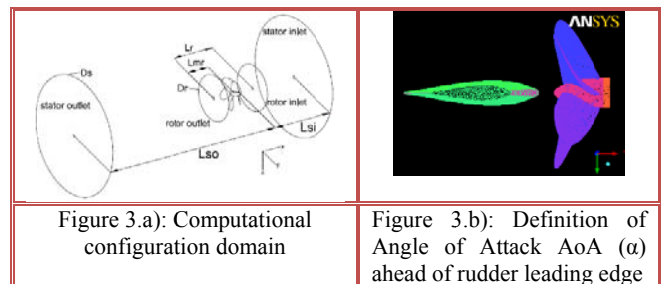 stator inlet
Lr
Lmr
Ds
stator outlet
Dr
rotor inlet
rotor outlet
Lsi
Lso
ANSYS
Figure 3.a): Computational
configuration domain
Figure 3.b): Definition of
Angle of Attack AoA (α)
ahead of rudder leading edge